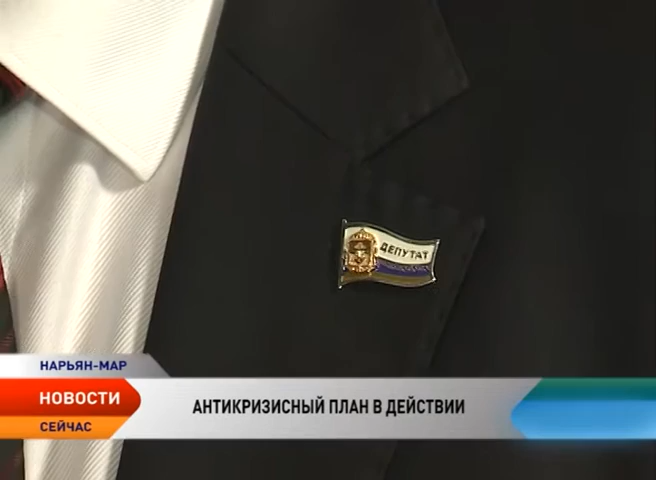 ДЕПУТАТ
НАРЬЯН-МАР
НОВОСТИ
АНТИКРИЗИСНЫЙ ПЛАН В ДЕЙСТВИИ
СЕЙЧАС